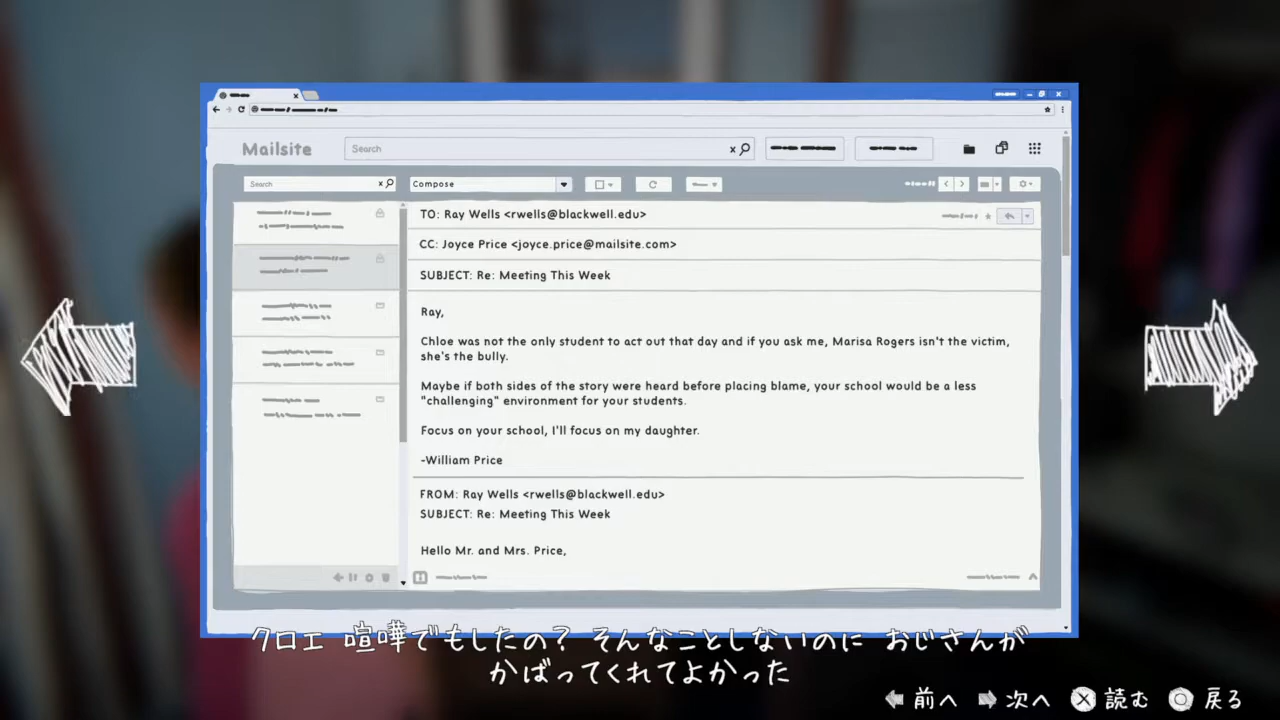 Mailsite
Search
Search
Compose
TO: Ray Wells <rwells@blackwell.edu>
CC: Joyce Price <joyce.price@mailsite.com>
SUBJECT: Re: Meeting This Week
Ray,
Chloe was not the only student to act out that day and if you ask me, Marisa Rogers isn't the victim,
she's the bully.
Maybe if both sides of the story were heard before placing blame, your school would be a less
"challenging" environment for your students.
Focus on your school, I'll focus on my daughter.
-William Price
FROM: Ray Wells <rwells@blackwell.edu>
SUBJECT: Re: Meeting This Week
Hello Mr. and Mrs. Price,
クロエ 喧嘩でもしたの？ そんなことしないのに おじさんが
かばってくれてよかった
前へ 次へ 読む 戻る